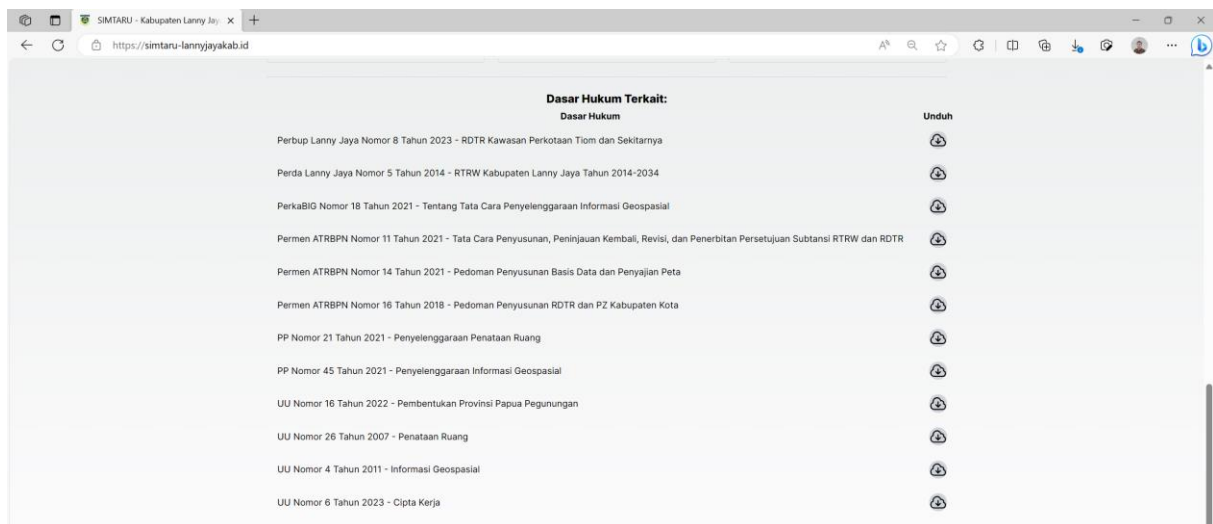 SIMTARU - Kabupaten Lanny Jay
https://simtaru-lannyjayakab.id
Dasar Hukum Terkait:
Dasar Hukum Unduh
Perbup Lanny Jaya Nomor 8 Tahun 2023 - RDTR Kawasan Perkotaan Tiom dan Sekitarnya
Perda Lanny Jaya Nomor 5 Tahun 2014 - RTRW Kabupaten Lanny Jaya Tahun 2014-2034
PerkaBIG Nomor 18 Tahun 2021 - Tentang Tata Cara Penyelenggaraan Informasi Geospasial
Permen ATRBPN Nomor 11 Tahun 2021 - Tata Cara Penyusunan, Peninjauan Kembali, Revisi, dan Penerbitan Persetujuan Subtansi RTRW dan RDTR
Permen ATRBPN Nomor 14 Tahun 2021 - Pedoman Penyusunan Basis Data dan Penyajian Peta
Permen ATRBPN Nomor 16 Tahun 2018 - Pedoman Penyusunan RDTR dan PZ Kabupaten Kota
PP Nomor 21 Tahun 2021 - Penyelenggaraan Penataan Ruang
PP Nomor 45 Tahun 2021 - Penyelenggaraan Informasi Geospasial
UU Nomor 16 Tahun 2022 - Pembentukan Provinsi Papua Pegunungan
UU Nomor 26 Tahun 2007 - Penataan Ruang
UU Nomor 4 Tahun 2011 - Informasi Geospasial
UU Nomor 6 Tahun 2023 - Cipta Kerja